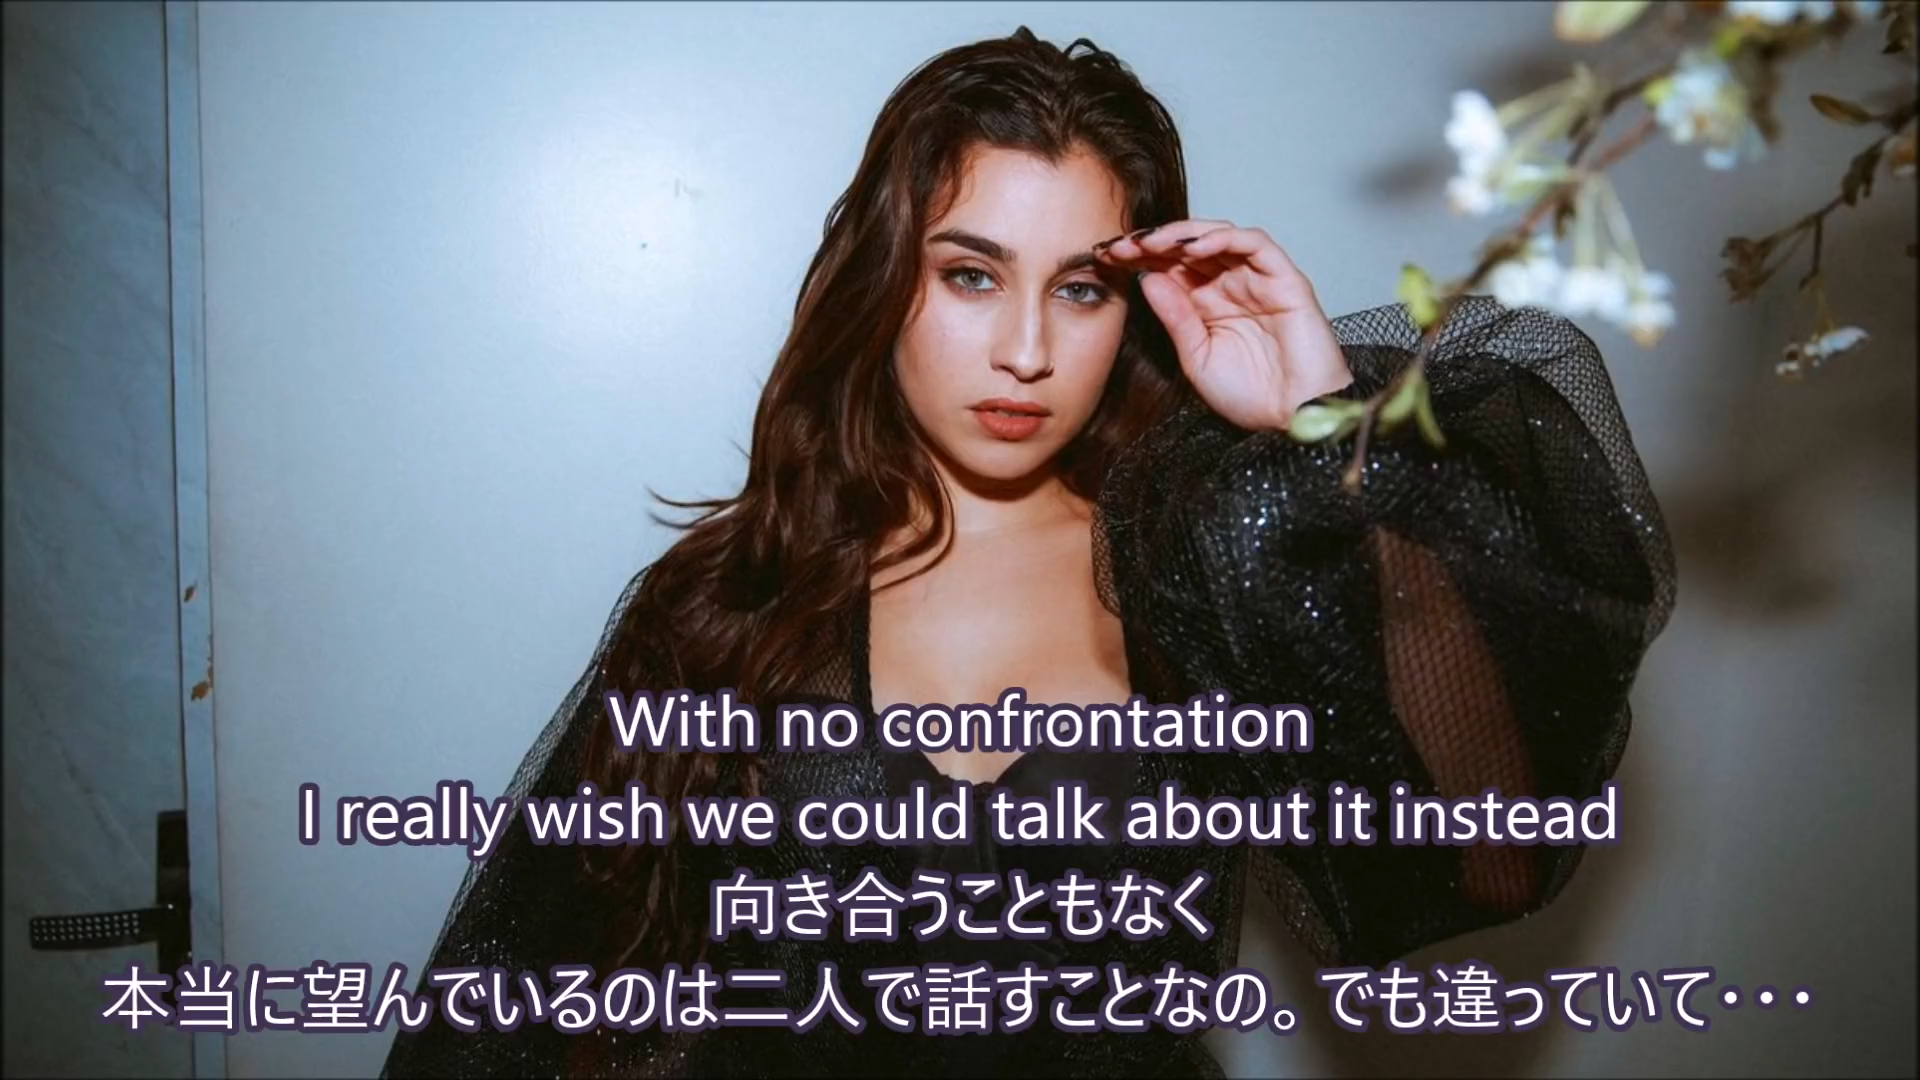 With no confrontation
I really wish we could talk about it instead
向き合うこともなく
本当に望んでいるのは二人で話すことなの。でも違っていて・・・